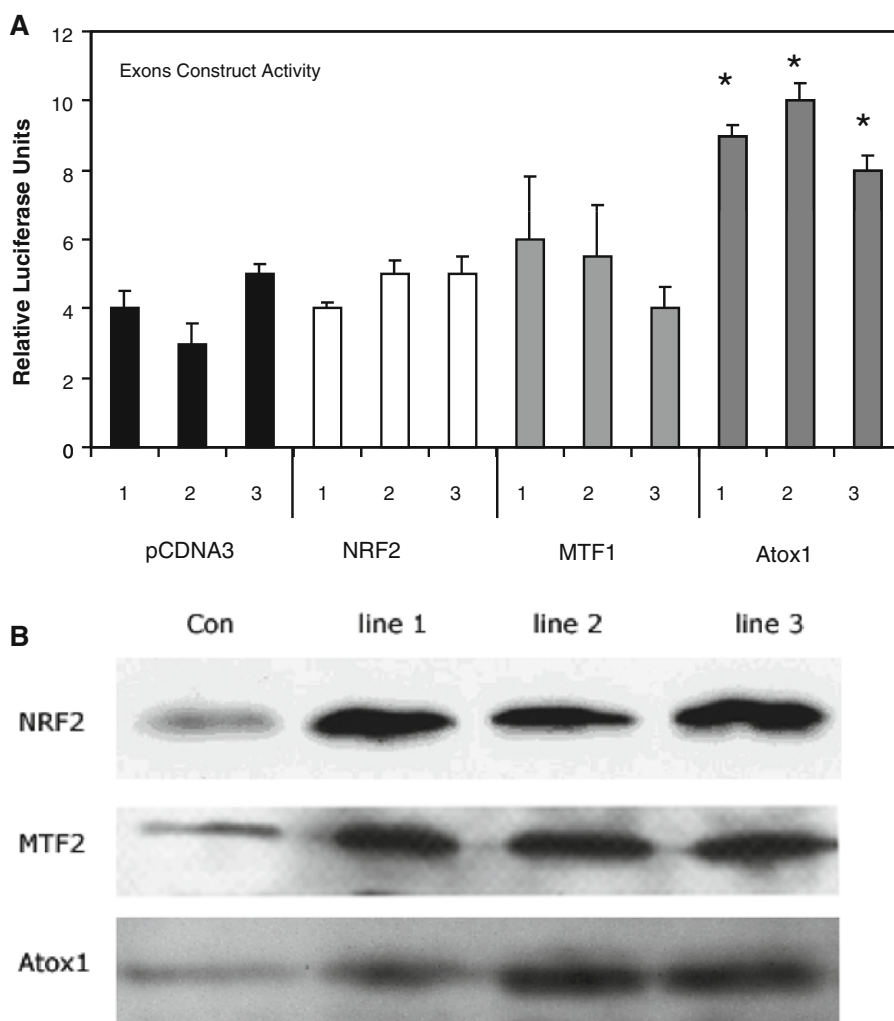 A
Exons Construct Activity
Relative Luciferase Units
12
10
8
6
4
2
0
* * *
1 2 3 1 2 3 1 2 3 1 2 3
pCDNA3 NRF2 MTF1 Atox1
B
Con line 1 line 2 line 3
NRF2
MTF2
Atox1